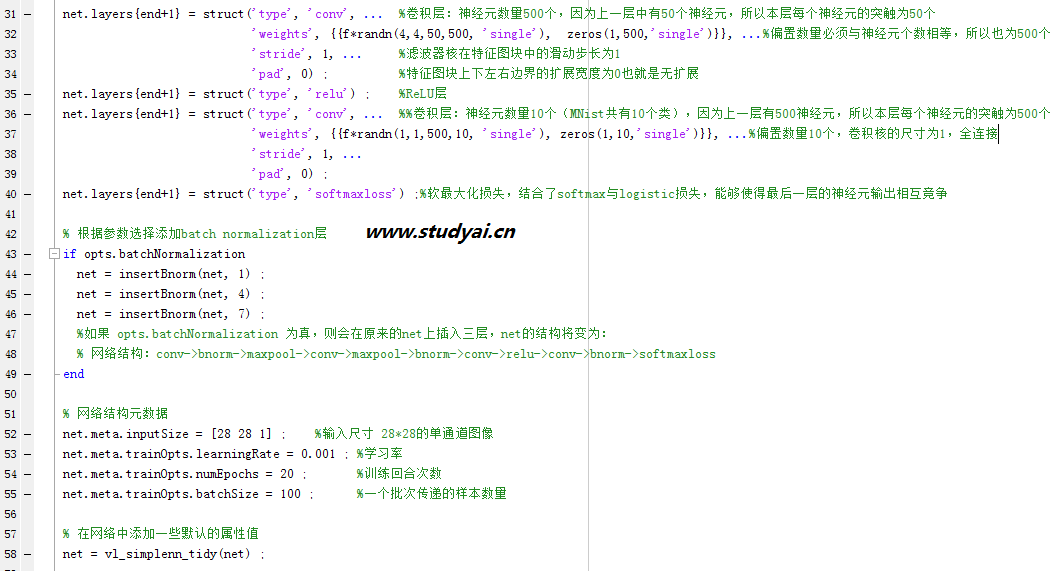 31 net.layers{end+1} = struct('type', 'conv', ... %卷积层：神经元数量500个，因为上一层中有50个神经元，所以本层每个神经元的突触为50个
32 'weights', {{f*randn(4,4,50,500, 'single'), zeros(1,500,'single')}}, ...%偏置数量必须与神经元个数相等，所以也为500个
33 'stride', 1, ... %滤波器核在特征图块中的滑动步长为1
34 'pad', 0) ; %特征图块上下左右边界的扩展宽度为0也就是无扩展
35 net.layers{end+1} = struct('type', 'relu') ; %ReLU层
36 net.layers{end+1} = struct('type', 'conv', ... %%卷积层：神经元数量10个（MNist共有10个类），因为上一层有500神经元，所以本层每个神经元的突触为500个
37 'weights', {{f*randn(1,1,500,10, 'single'), zeros(1,10,'single')}}, ...%偏置数量10个，卷积核的尺寸为1，全连接
38 'stride', 1, ...
39 'pad', 0) ;
40 net.layers{end+1} = struct('type', 'softmaxloss') ;%软最大化损失，结合了softmax与logistic损失，能够使得最后一层的神经元输出相互竞争
41
42 % 根据参数选择添加batch normalization层 www.studyai.cn
43 if opts.batchNormalization
44 net = insertBnorm(net, 1) ;
45 net = insertBnorm(net, 4) ;
46 net = insertBnorm(net, 7) ;
47 %如果 opts.batchNormalization 为真，则会在原来的net上插入三层，net的结构将变为：
48 % 网络结构：conv->bnorm->maxpool->conv->maxpool->bnorm->conv->relu->conv->bnorm->softmaxloss
49 end
50
51 % 网络结构元数据
52 net.meta.inputSize = [28 28 1] ; %输入尺寸 28*28的单通道图像
53 net.meta.trainOpts.learningRate = 0.001 ; %学习率
54 net.meta.trainOpts.numEpochs = 20 ; %训练回合次数
55 net.meta.trainOpts.batchSize = 100 ; %一个批次传递的样本数量
56
57 % 在网络中添加一些默认的属性值
58 net = vl_simplenn_tidy(net) ;